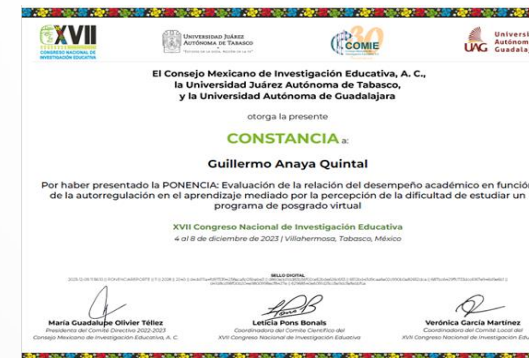 XVII
CONGRESO NACIONAL DE
INVESTIGACIÓN EDUCATIVA
Universidad Juárez
Autónoma de Tabasco
COMIE
UAG
El Consejo Mexicano de Investigación Educativa, A. C.,
la Universidad Juárez Autónoma de Tabasco,
y la Universidad Autónoma de Guadalajara
otorga la presente
CONSTANCIA a:
Guillermo Anaya Quintal
Por haber presentado la PONENCIA: Evaluación de la relación del desempeño académico en
de la autorregulación en el aprendizaje mediado por la percepción de la dificultad de estudiar un
programa de posgrado virtual
XVII Congreso Nacional de Investigación Educativa
4 al 8 de diciembre de 2023 | Villahermosa, Tabasco, México
SELLO DIGITAL
María Guadalupe Olivier Téllez
Presidenta del Comité Directivo 2022-2023
Consejo Mexicano de Investigación Educativa, A. C.
Leticia Pons Bonals
Coordinadora del Comité Científico del
XVII Congreso Nacional de Investigación Educativa
Verónica García Martínez
Coordinadora del Comité Local del
XVII Congreso Nacional de Investigación